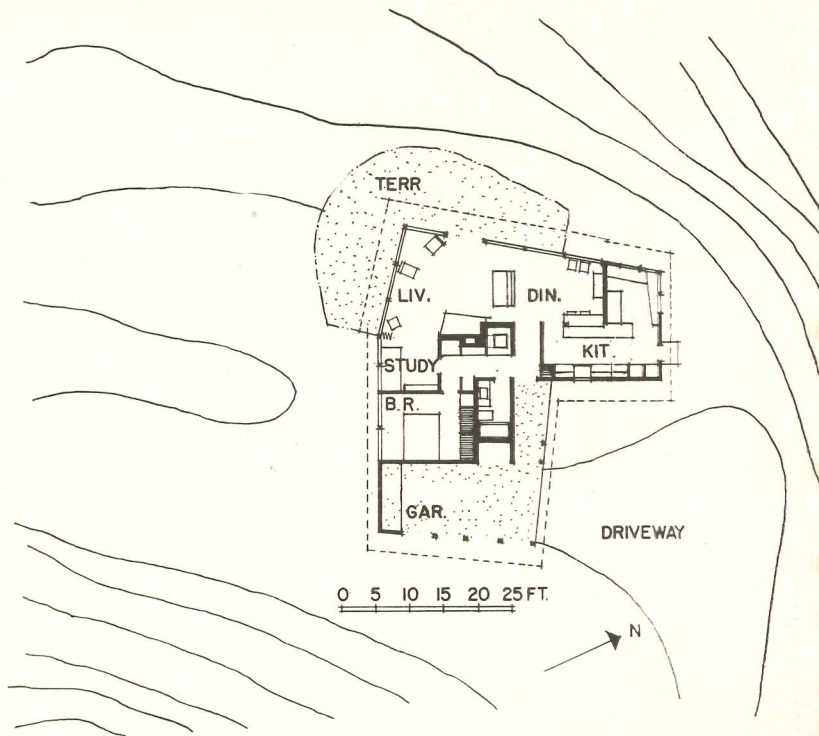 TERR
LIV.
DIN.
KIT.
STUDY
B.R.
GAR.
DRIVEWAY
0 5 10 15 20 25 FT.
N